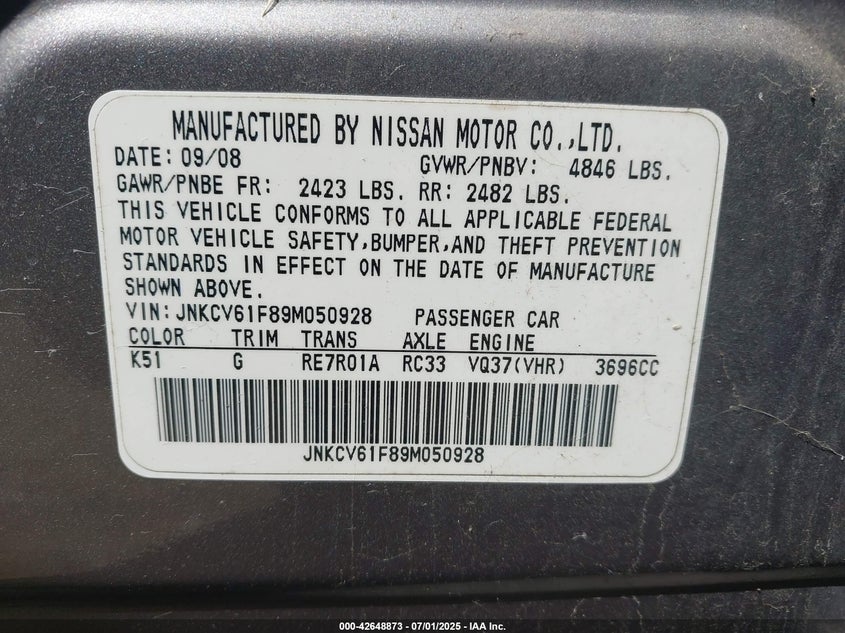 MANUFACTURED BY NISSAN MOTOR CO.,LTD.
DATE: 09/08 GVWR/PNBV: 4846 LBS.
GAWR/PNBE FR: 2423 LBS. RR: 2482 LBS.
THIS VEHICLE CONFORMS TO ALL APPLICABLE FEDERAL
MOTOR VEHICLE SAFETY,BUMPER,AND THEFT PREVENTION
STANDARDS IN EFFECT ON THE DATE OF MANUFACTURE
SHOWN ABOVE.
VIN:JNKCV61F89M050928 PASSENGER CAR
COLOR TRIM TRANS AXLE ENGINE
K51 G RE7R01A RC33 VQ37(VHR) 3696CC
JNKCV61F89M050928
000-42648873 - 07/01/2025 - IAA Inc.